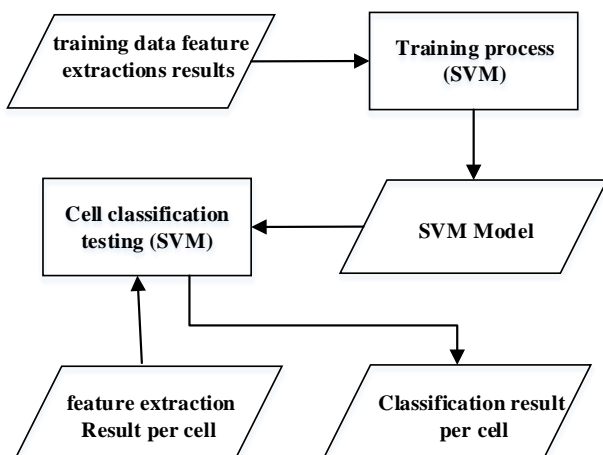 training data feature
extractions results
Training process
(SVM)
Cell classification
testing (SVM)
SVM Model
feature extraction
Result per cell
Classification result
per cell